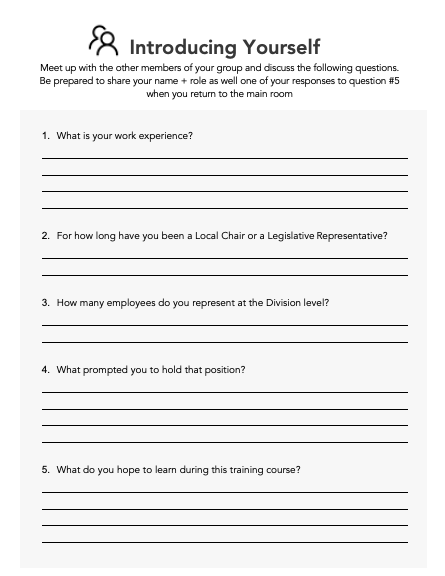 Introducing Yourself
Meet up with the other members of your group and discuss the following questions.
Be prepared to share your name + role as well one of your responses to question #5
when you return to the main room
1. What is your work experience?
2. For how long have you been a Local Chair or a Legislative Representative?
3. How many employees do you represent at the Division level?
4. What prompted you to hold that position?
5. What do you hope to learn during this training course?